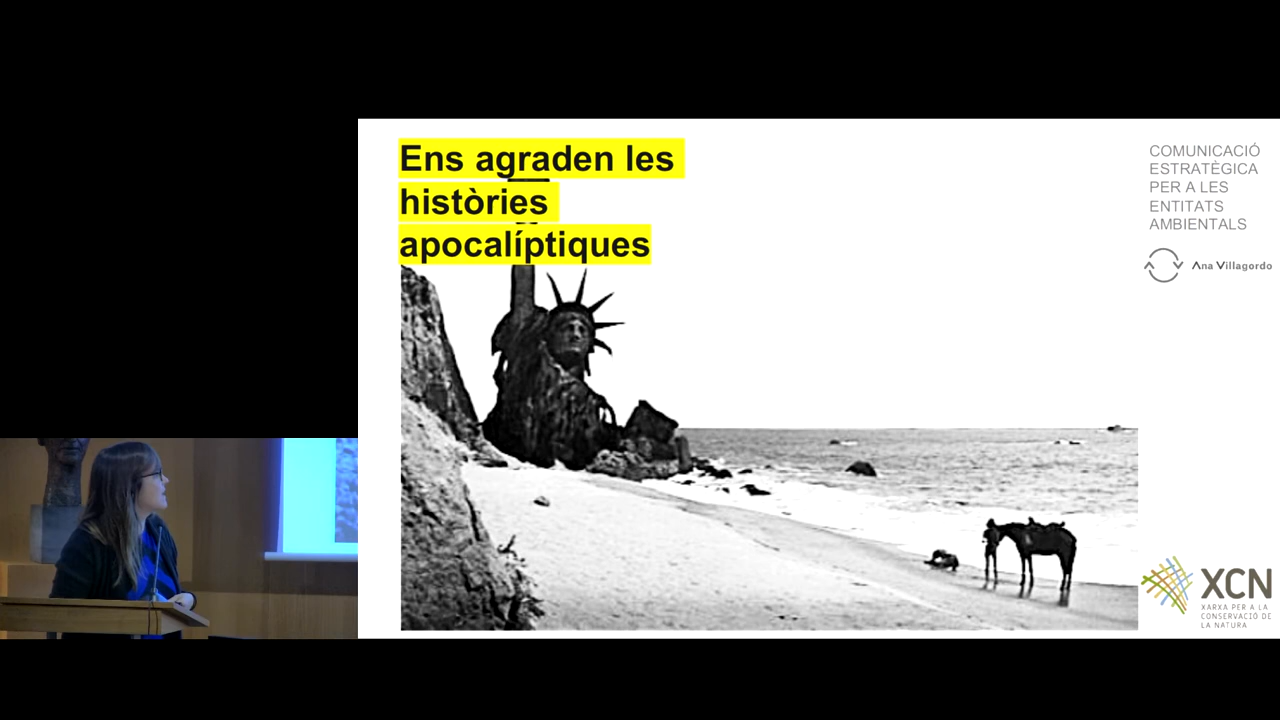 Ens agraden les
històries
apocalíptiques
COMUNICACIÓ
ESTRATÈGICA
PER A LES
ENTITATS
AMBIENTALS
Ana Villagordo
XCN
XARXA PER A LA
CONSERVACIÓ DE
LA NATURA